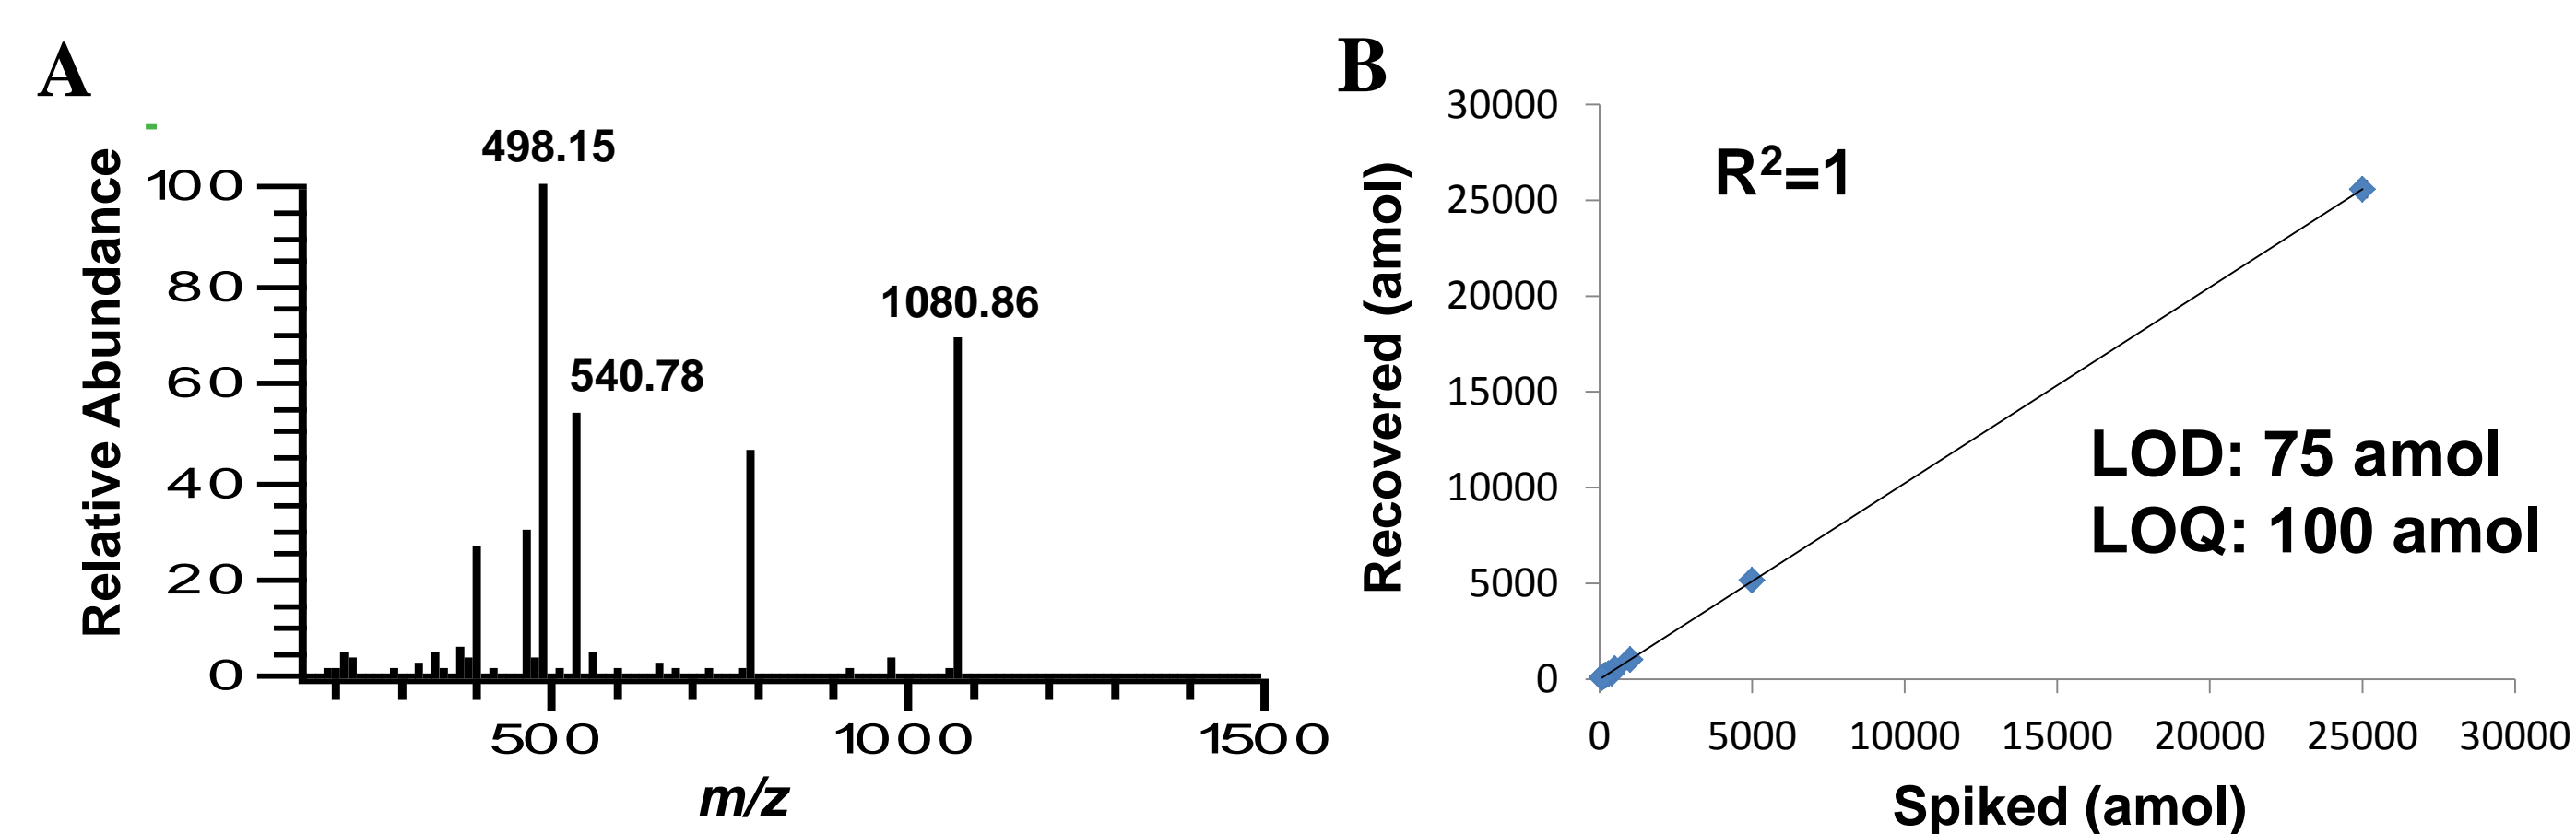 A
Relative Abundance
100
80
60
40
20
0
498.15
540.78
1080.86
500
1000
1500
m/z
B
Recovered (amol)
30000
25000
20000
15000
10000
5000
0
R²=1
LOD: 75 amol
LOQ: 100 amol
0
5000
10000
15000
20000
25000
30000
Spiked (amol)